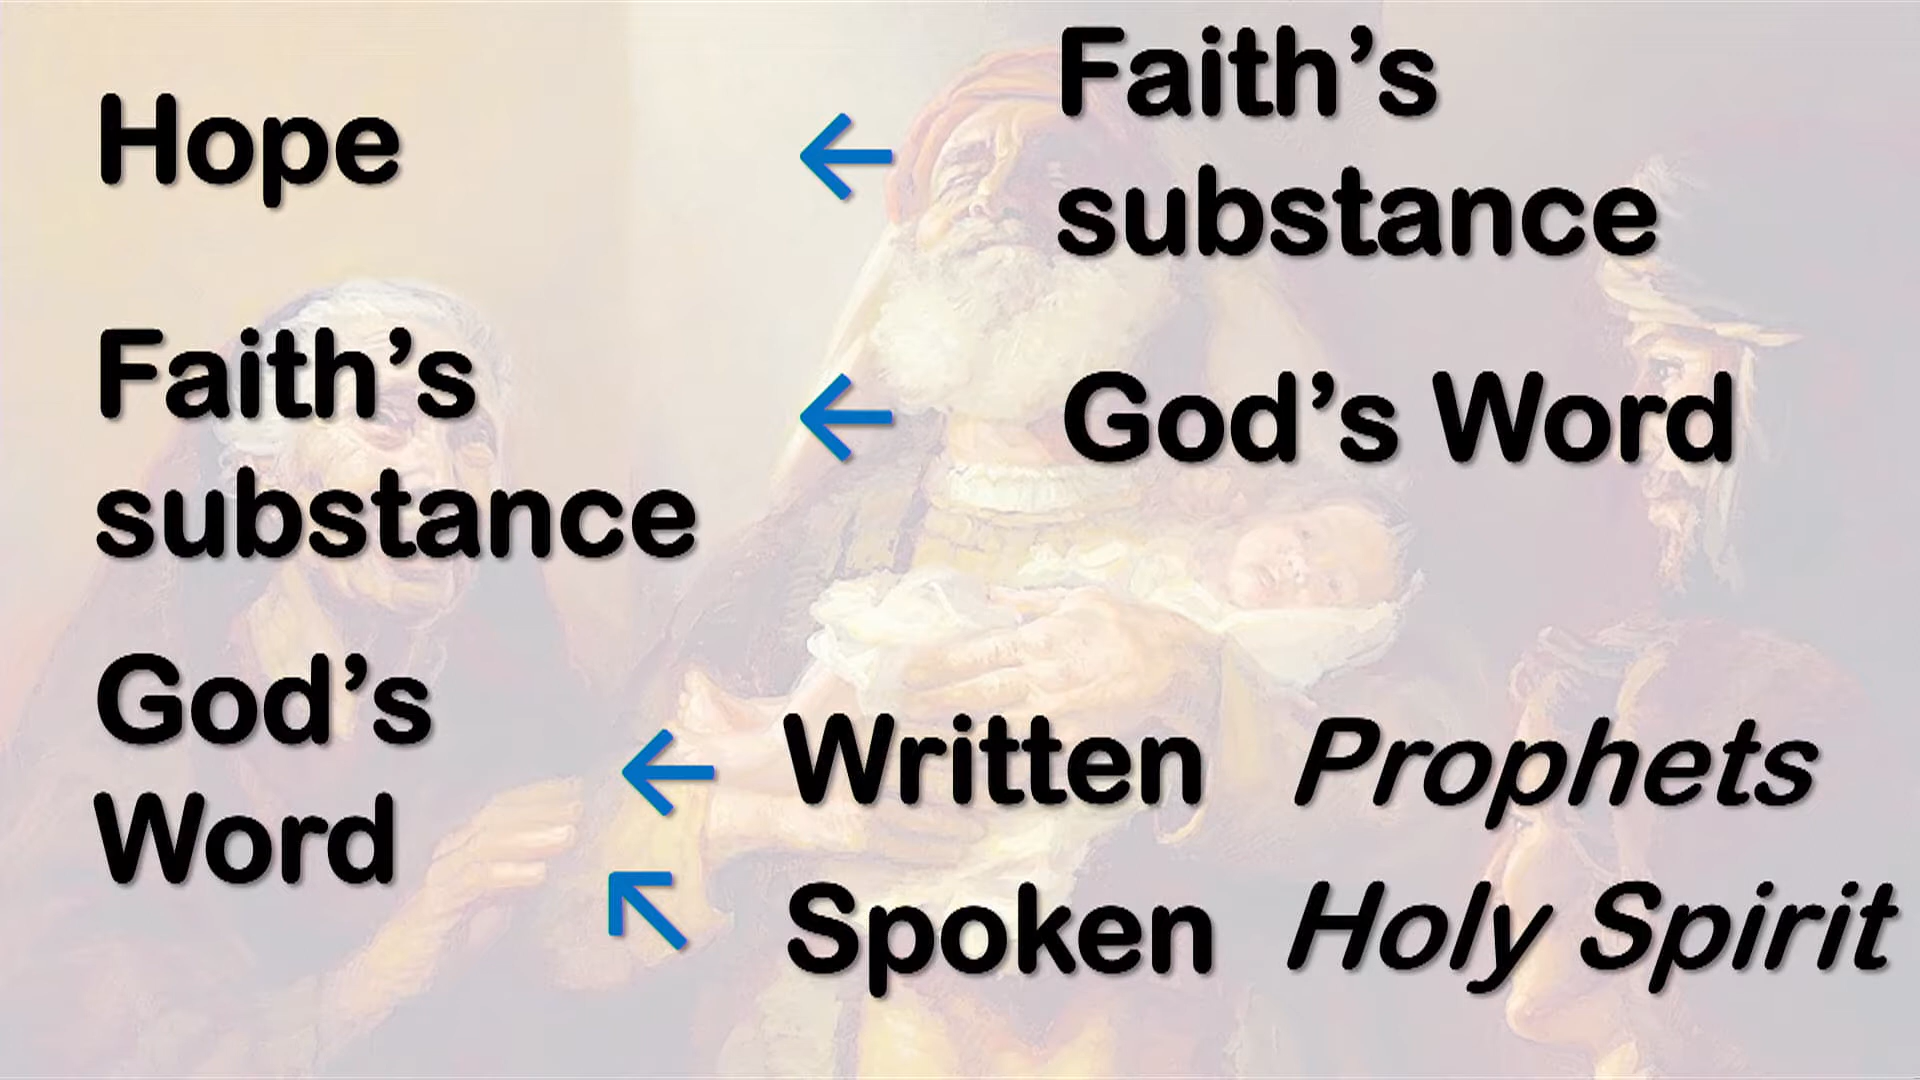 Hope ← Faith's
substance
Faith's
substance ← God's Word
God's
Word ← Written Prophets
↖ Spoken Holy Spirit